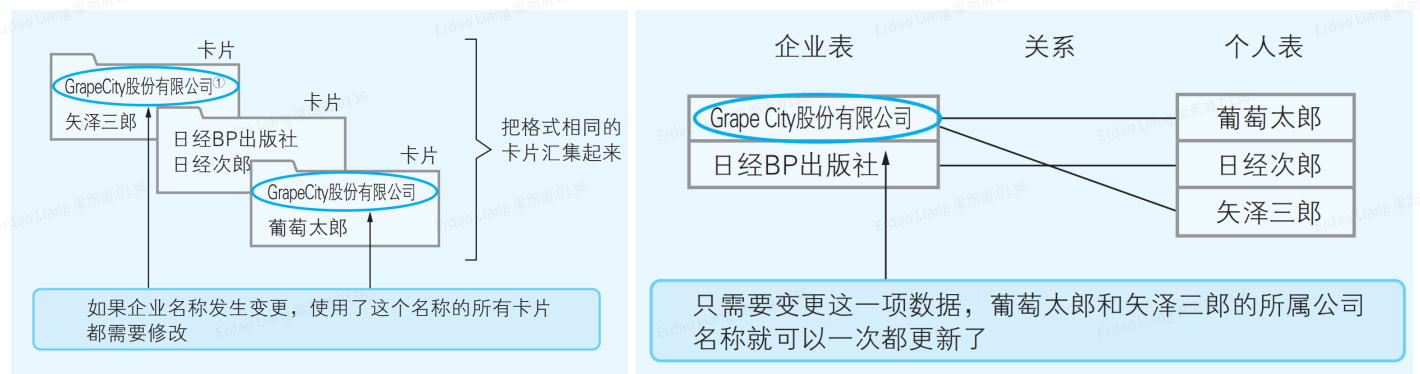 卡片
GrapeCity股份有限公司①
矢泽三郎
卡片
日经BP出版社
日经次郎
卡片
GrapeCity股份有限公司
葡萄太郎
把格式相同的
卡片汇集起来
如果企业名称发生变更，使用了这个名称的所有卡片
都需要修改
企业表
关系
个人表
Grape City股份有限公司
日经BP出版社
葡萄太郎
日经次郎
矢泽三郎
只需要变更这一项数据，葡萄太郎和矢泽三郎的所属公司
名称就可以一次都更新了
Erdao Liang 梁而道 0136